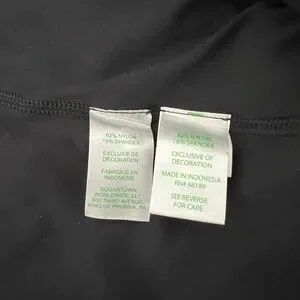 82% NYLON
18% SPANDEX
EXCLUSIVE DE
DÉCORATION
FABRIQUÉ EN
INDONÉSIE
SUGARTOWN
WORLDWIDE, LLC
800 THIRD AVENUE
KING OF PRUSSIA, PA
82% NYLON
18% SPANDEX
EXCLUSIVE OF
DECORATION
MADE IN INDONESIA
RN# 66189
SEE REVERSE
FOR CARE